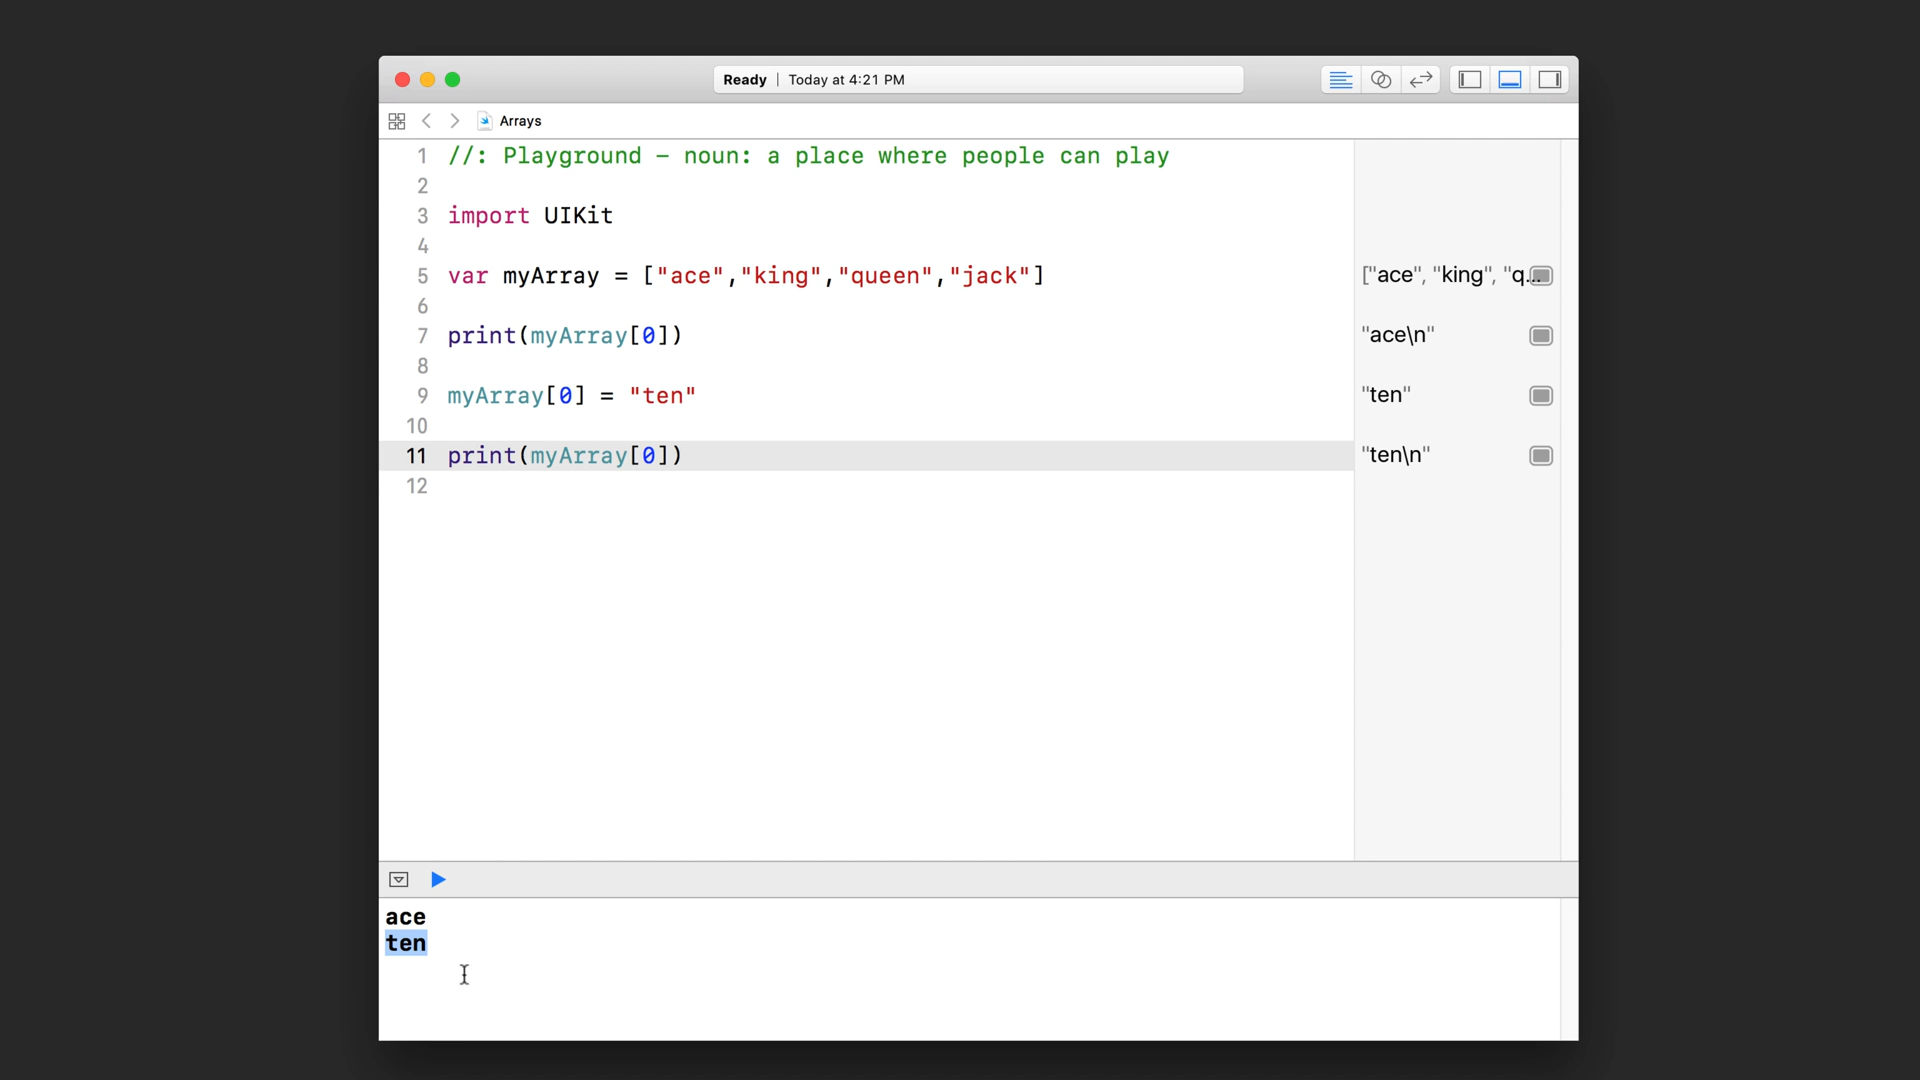 Ready | Today at 4:21 PM
Arrays
1 //: Playground – noun: a place where people can play
2
3 import UIKit
4
5 var myArray = ["ace","king","queen","jack"] ["ace", "king", "q...
6
7 print(myArray[0]) "ace\n"
8
9 myArray[0] = "ten" "ten"
10
11 print(myArray[0]) "ten\n"
12
ace
ten